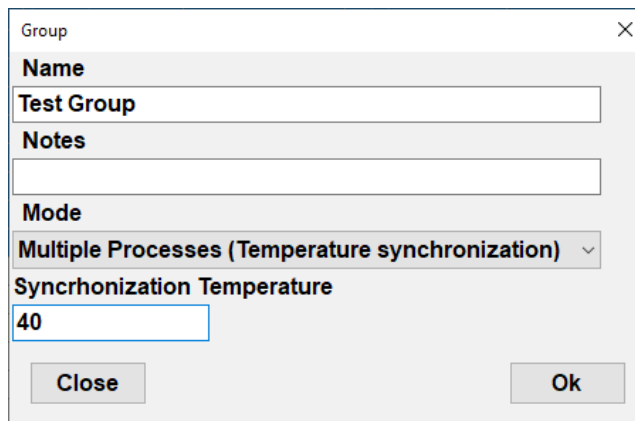 Group
Name
Test Group
Notes
Mode
Multiple Processes (Temperature synchronization)
Syncrhonization Temperature
40
Close Ok